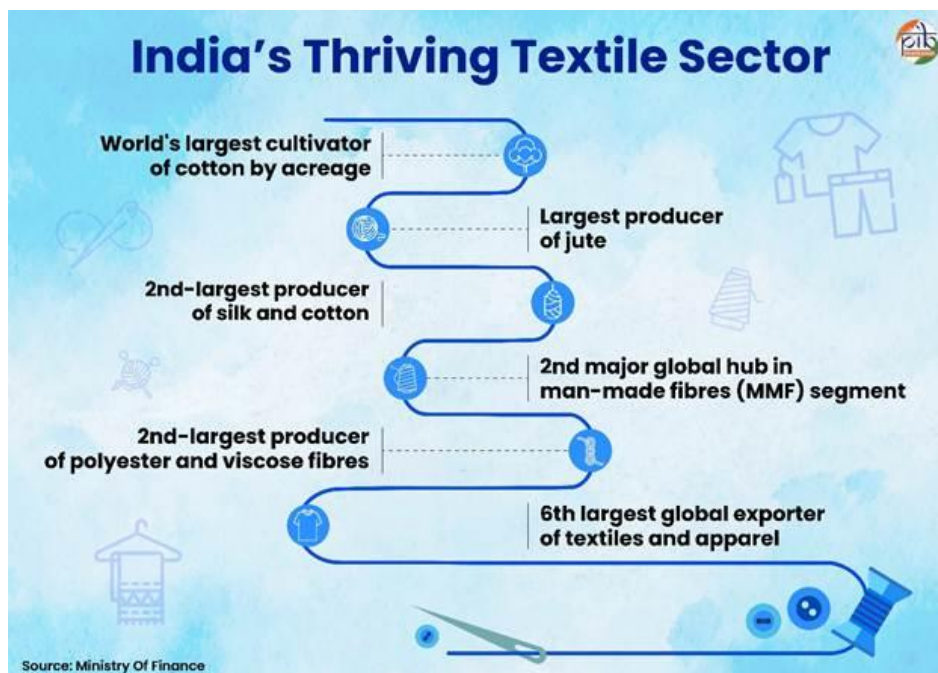 India's Thriving Textile Sector
pib
World's largest cultivator
of cotton by acreage
Largest producer
of jute
2nd-largest producer
of silk and cotton
2nd major global hub in
man-made fibres (MMF) segment
2nd-largest producer
of polyester and viscose fibres
6th largest global exporter
of textiles and apparel
Source: Ministry Of Finance